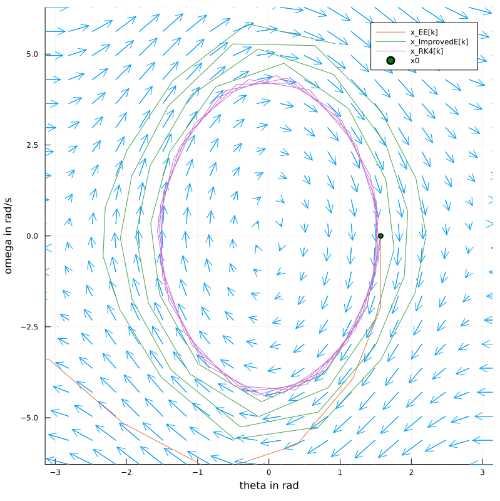 x_EE[k]
x_ImprovedE[k]
x_RK4[k]
x0
omega in rad/s
5.0
2.5
0.0
−2.5
−5.0
−3 −2 −1 0 1 2 3
theta in rad